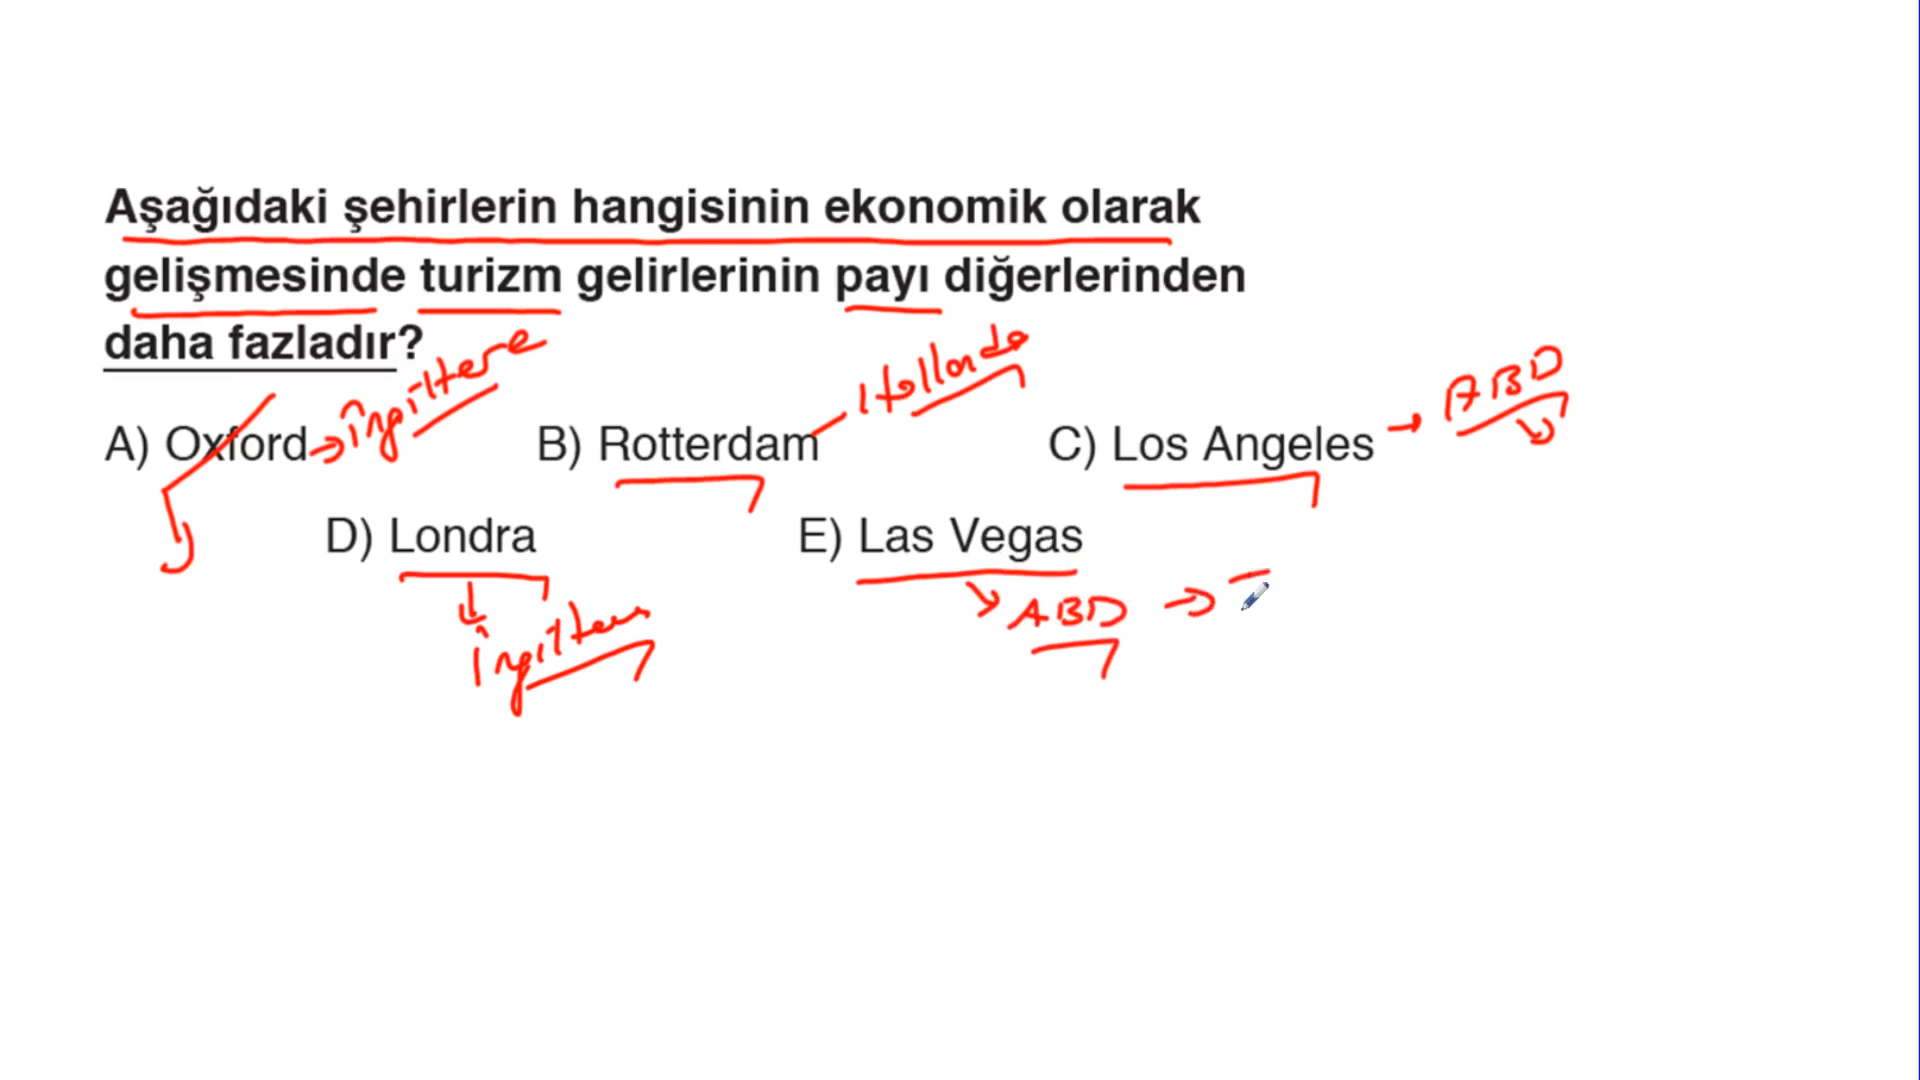 Aşağıdaki şehirlerin hangisinin ekonomik olarak
gelişmesinde turizm gelirlerinin payı diğerlerinden
daha fazladır?
A) Oxford → İngiltere B) Rotterdam Hollanda C) Los Angeles → ABD
D) Londra E) Las Vegas
İngiltere ABD →